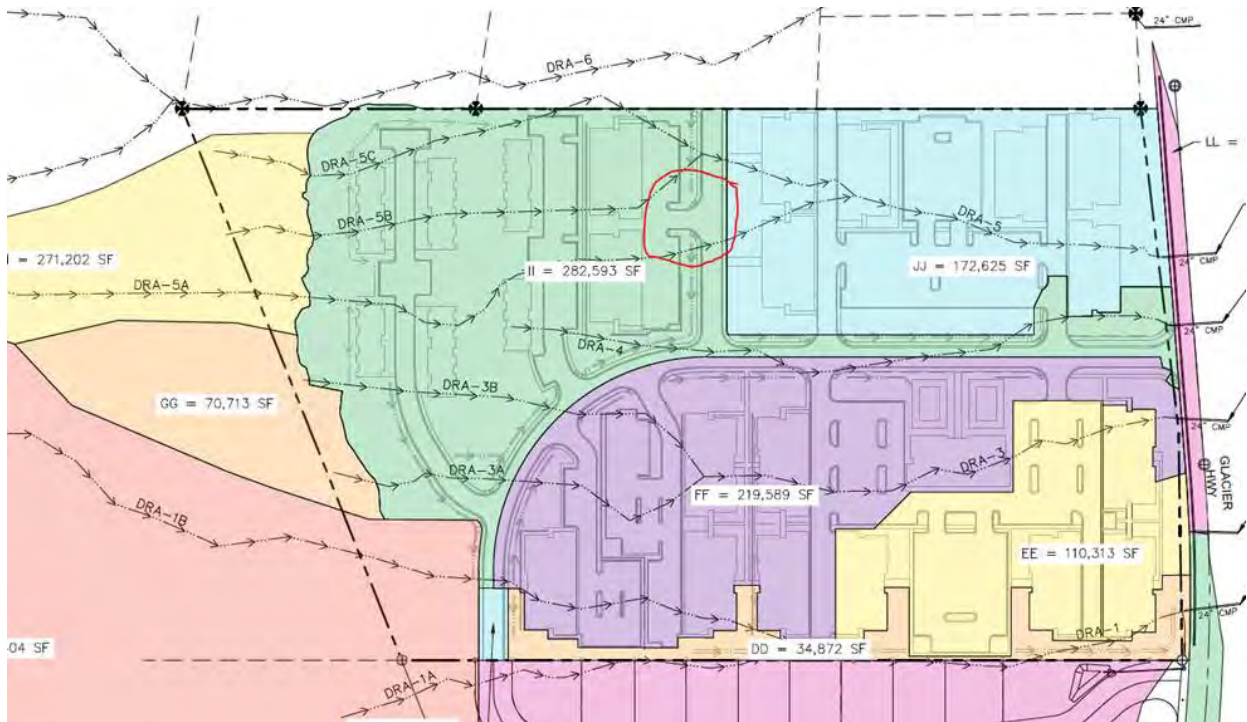 24" CMP
DRA-6
DRA-5C
LL =
DRA-5B
DRA-5
= 271,202 SF
II = 282,593 SF
JJ = 172,625 SF
24" CMP
DRA-5A
24" CMP
DRA-4
DRA-3B
GG = 70,713 SF
24" CMP
DRA-3A
DRA-3
GLACIER
HWY
FF = 219,589 SF
DRA-1B
EE = 110,313 SF
24" CMP
DRA-1
04 SF
DD = 34,872 SF
DRA-1A